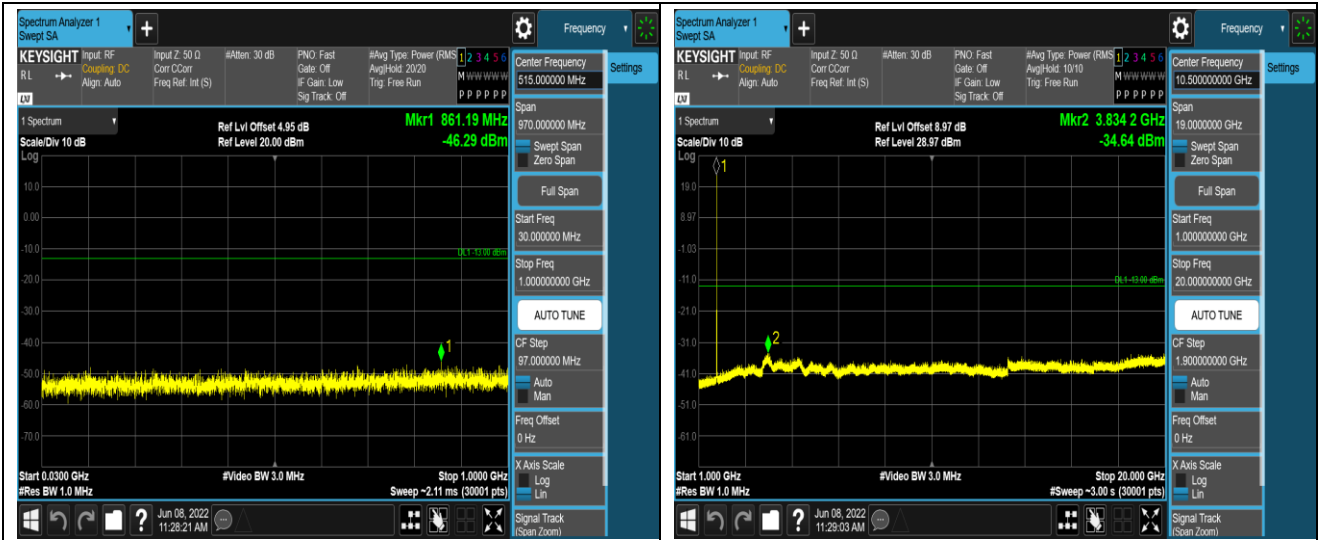 Spectrum Analyzer 1
Swept SA
+
Frequency
KEYSIGHT
RL
Input: RF
Coupling: DC
Align: Auto
Input Z: 50 Ω
Corr CCorr
Freq Ref: Int (S)
#Atten: 30 dB
PNO: Fast
Gate: Off
IF Gain: Low
Sig Track: Off
#Avg Type: Power (RMS
Avg|Hold: 20/20
Trig: Free Run
1 2 3 4 5 6
M W W W W W
P P P P P P
1 Spectrum
Scale/Div 10 dB
Log
Ref Lvl Offset 4.95 dB
Ref Level 20.00 dBm
Mkr1 861.19 MHz
-46.29 dBm
10.0
0.00
-10.0
DL1 -13.00 dBm
-20.0
-30.0
-40.0
1
-50.0
-60.0
-70.0
Start 0.0300 GHz
#Res BW 1.0 MHz
#Video BW 3.0 MHz
Stop 1.0000 GHz
Sweep ~2.11 ms (30001 pts)
?
Jun 08, 2022
11:28:21 AM
Center Frequency
515.000000 MHz
Settings
Span
970.000000 MHz
Swept Span
Zero Span
Full Span
Start Freq
30.000000 MHz
Stop Freq
1.000000000 GHz
AUTO TUNE
CF Step
97.000000 MHz
Auto
Man
Freq Offset
0 Hz
X Axis Scale
Log
Lin
Signal Track
(Span Zoom)
Spectrum Analyzer 1
Swept SA
+
Frequency
KEYSIGHT
RL
Input: RF
Coupling: DC
Align: Auto
Input Z: 50 Ω
Corr CCorr
Freq Ref: Int (S)
#Atten: 30 dB
PNO: Fast
Gate: Off
IF Gain: Low
Sig Track: Off
#Avg Type: Power (RMS
Avg|Hold: 10/10
Trig: Free Run
1 2 3 4 5 6
M W W W W W
P P P P P P
1 Spectrum
Scale/Div 10 dB
Log
Ref Lvl Offset 8.97 dB
Ref Level 28.97 dBm
Mkr2 3.834 2 GHz
-34.64 dBm
1
19.0
8.97
-1.03
-11.0
DL1 -13.00 dBm
-21.0
-31.0
2
-41.0
-51.0
-61.0
Start 1.000 GHz
#Res BW 1.0 MHz
#Video BW 3.0 MHz
Stop 20.000 GHz
#Sweep ~3.00 s (30001 pts)
?
Jun 08, 2022
11:29:03 AM
Center Frequency
10.500000000 GHz
Settings
Span
19.0000000 GHz
Swept Span
Zero Span
Full Span
Start Freq
1.000000000 GHz
Stop Freq
20.000000000 GHz
AUTO TUNE
CF Step
1.900000000 GHz
Auto
Man
Freq Offset
0 Hz
X Axis Scale
Log
Lin
Signal Track
(Span Zoom)